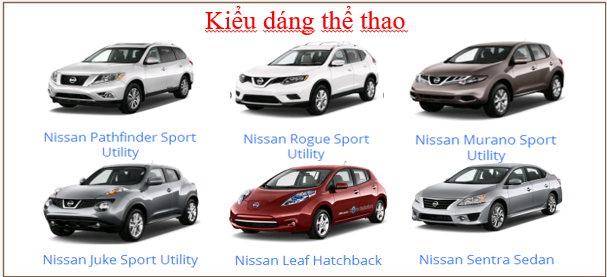 Kiểu dáng thể thao
Nissan Pathfinder Sport
Utility
Nissan Rogue Sport
Utility
Nissan Murano Sport
Utility
Nissan Juke Sport Utility
Nissan Leaf Hatchback
Nissan Sentra Sedan